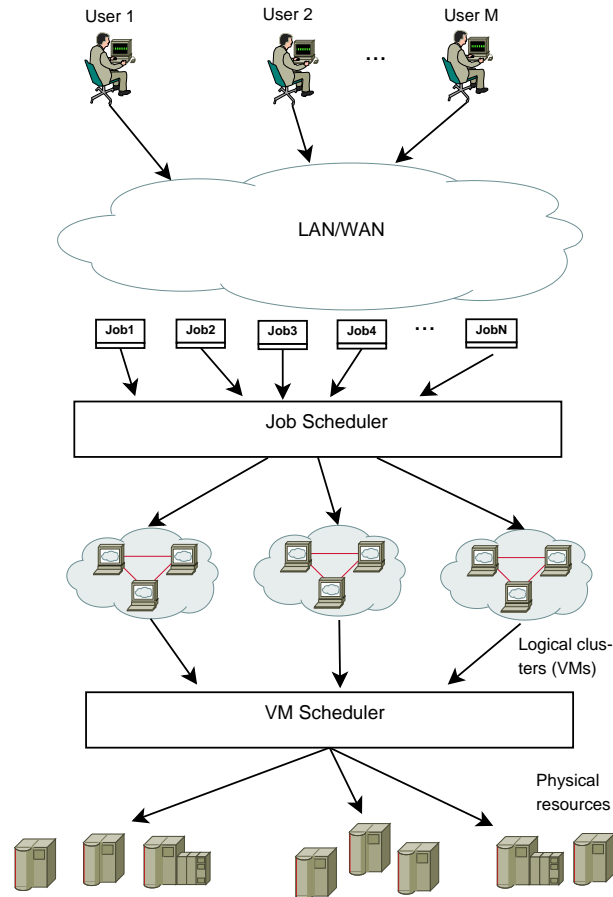 User 1
User 2
User M
...
LAN/WAN
Job1
Job2
Job3
Job4
...
JobN
Job Scheduler
Logical clus-
ters (VMs)
VM Scheduler
Physical
resources